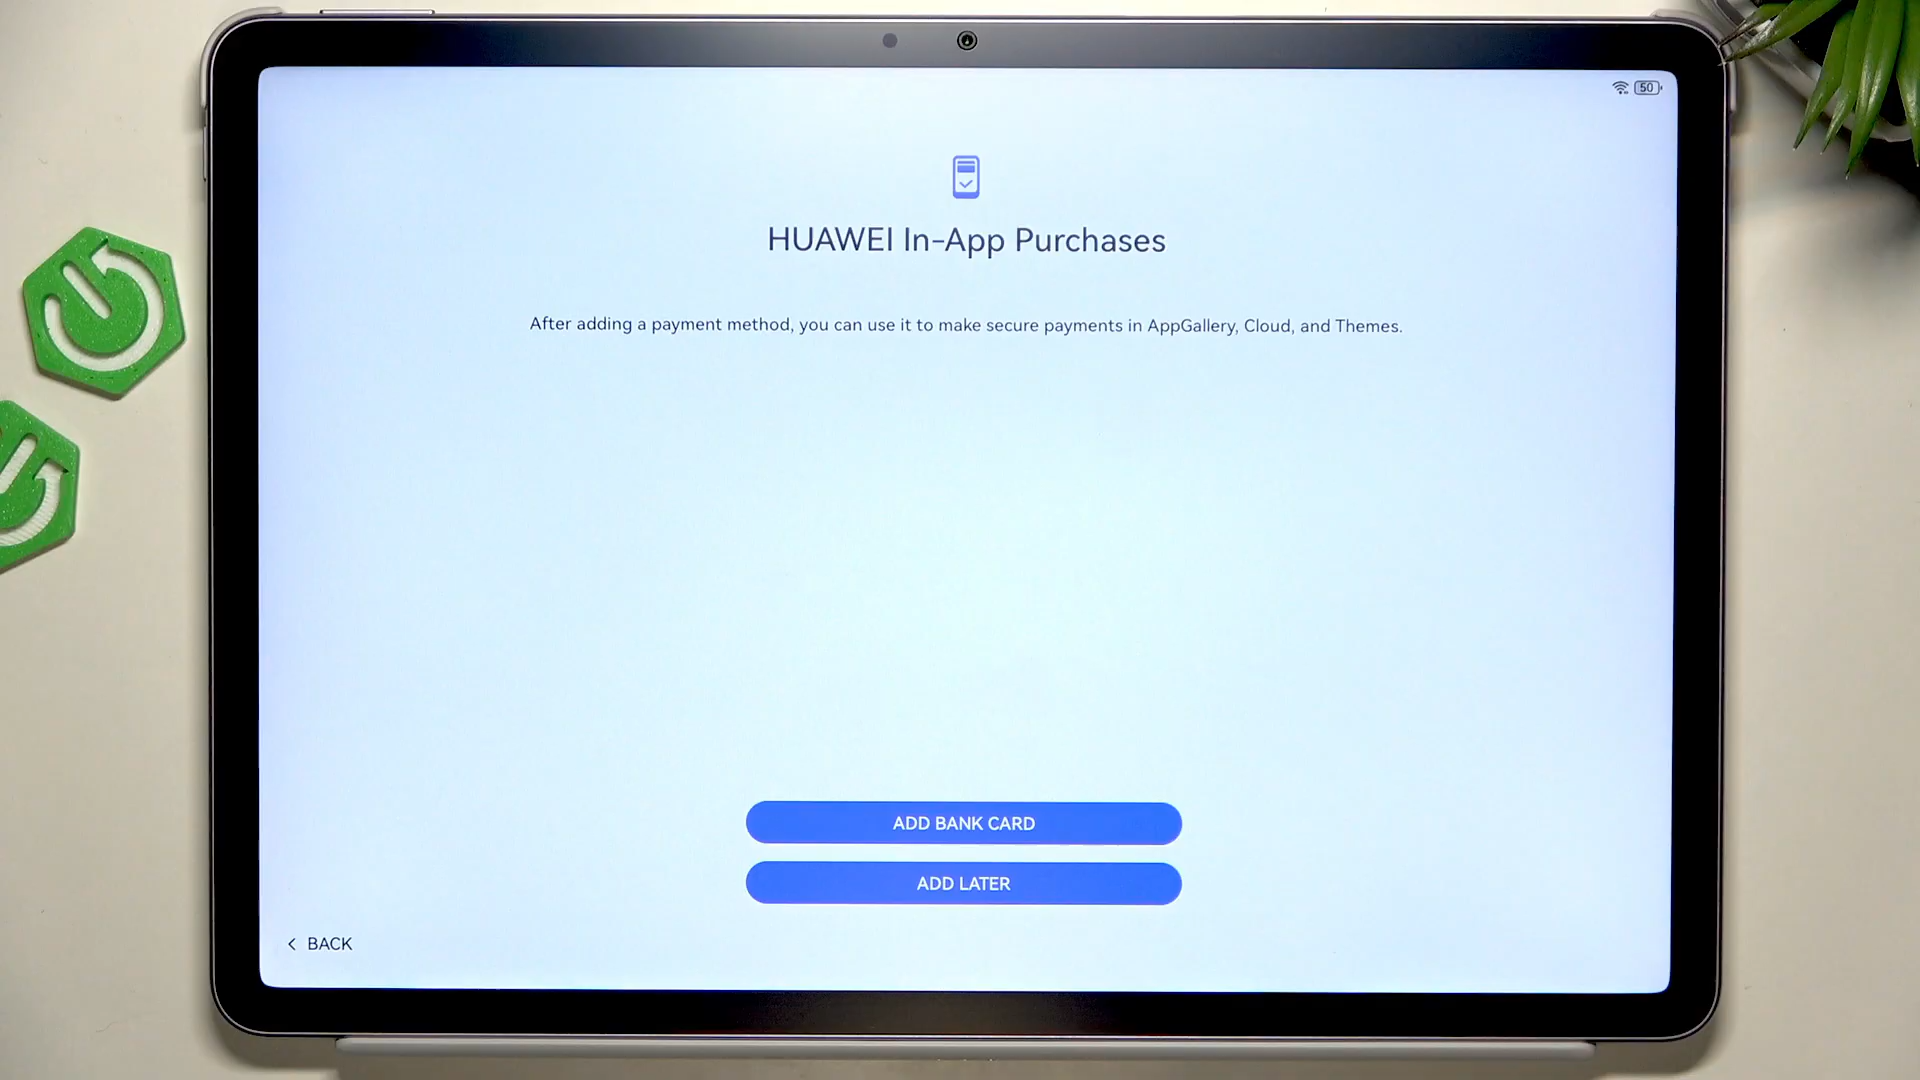 50
HUAWEI In-App Purchases
After adding a payment method, you can use it to make secure payments in AppGallery, Cloud, and Themes.
ADD BANK CARD
ADD LATER
BACK